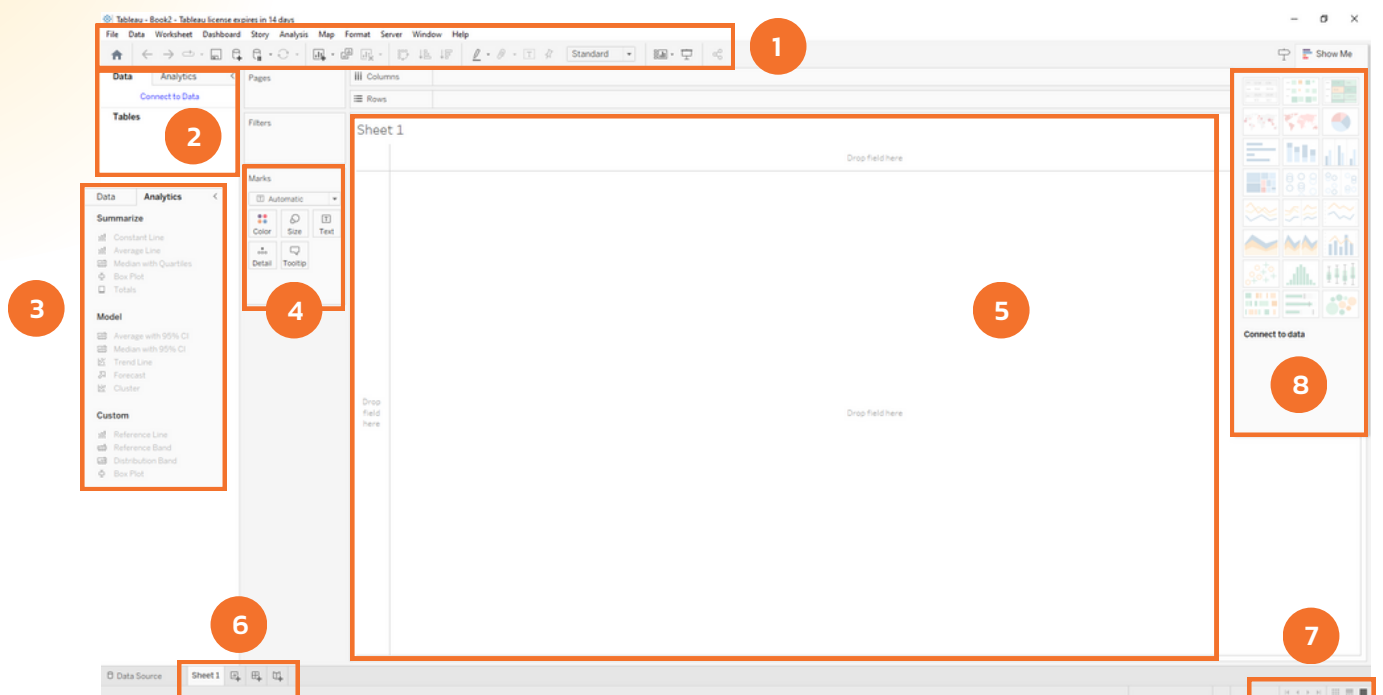 Tableau - Book2 - Tableau license expires in 14 days
File Data Worksheet Dashboard Story Analysis Map Format Server Window Help
Standard
Show Me
1
Data Analytics
Connect to Data
Tables
2
Pages
Columns
Rows
Filters
Sheet 1
Drop field here
Marks
Automatic
Color Size Text
Detail Tooltip
4
Data Analytics
Summarize
Constant Line
Average Line
Median with Quartiles
Box Plot
Totals
3
Model
Average with 95% CI
Median with 95% CI
Trend Line
Forecast
Cluster
Custom
Reference Line
Reference Band
Distribution Band
Box Plot
5
Drop
field
here
Drop field here
Connect to data
8
6
7
Data Source Sheet 1